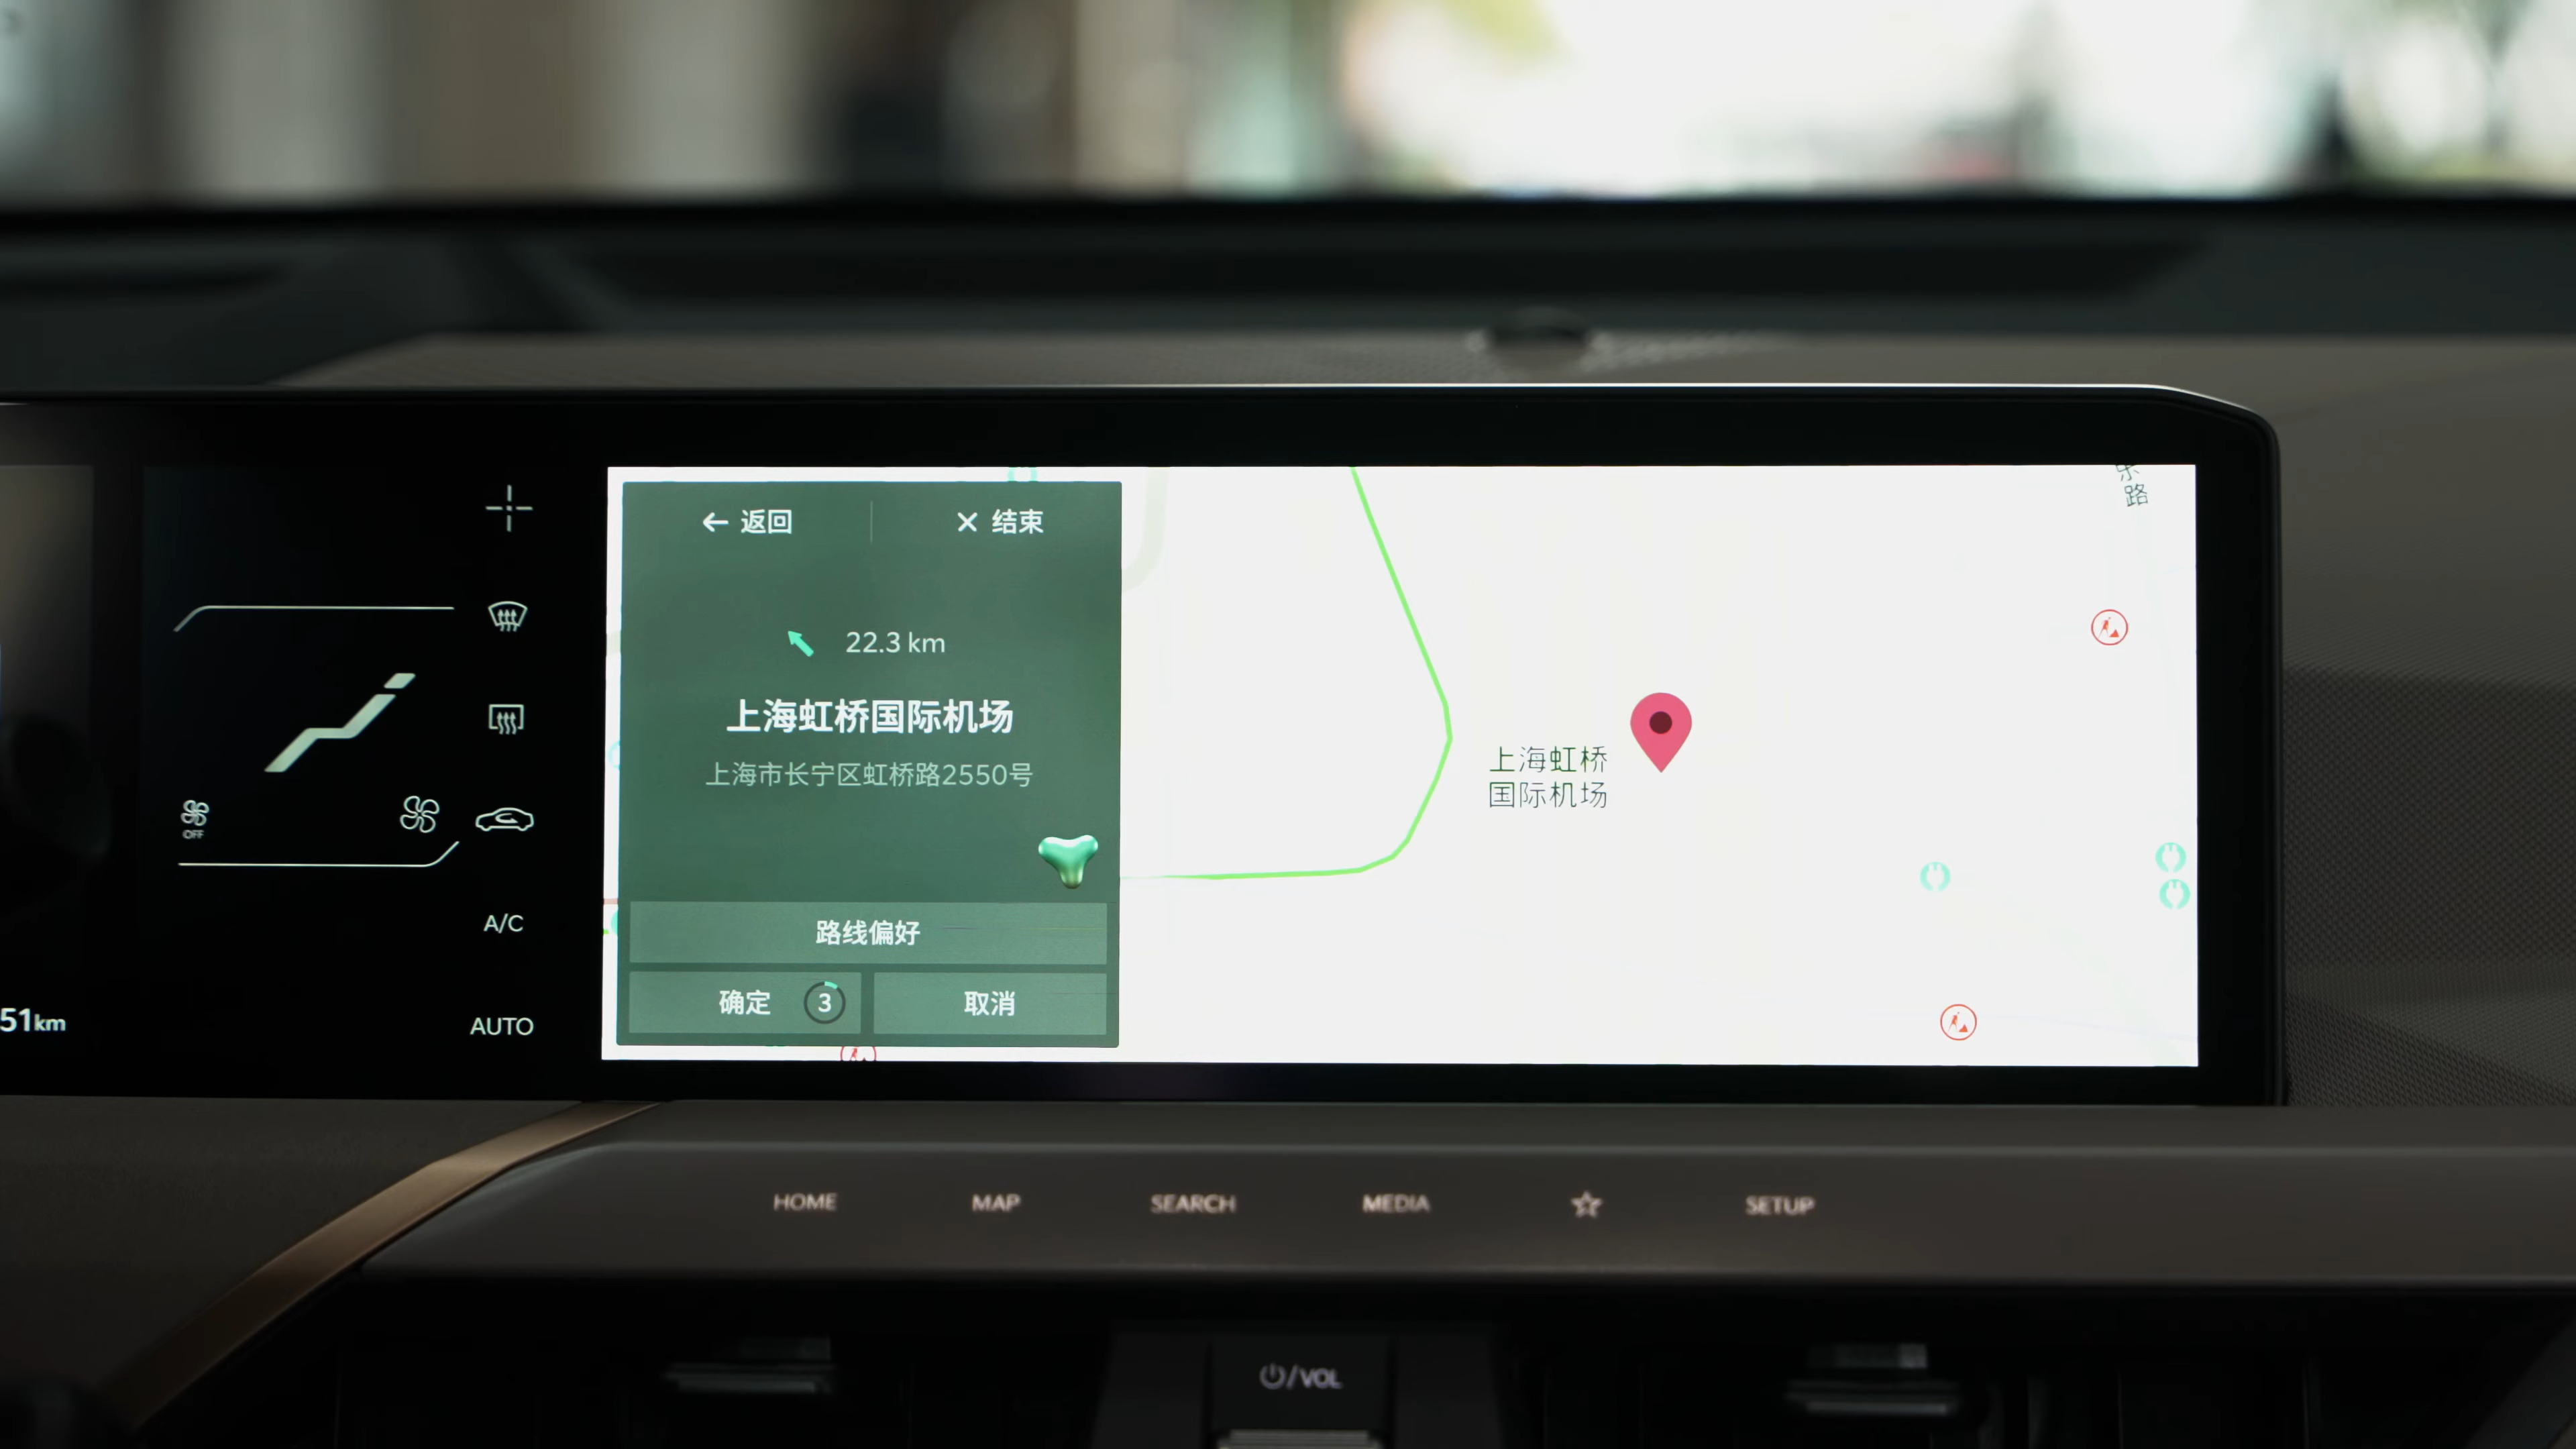 返回
结束
22.3 km
上海虹桥国际机场
上海市长宁区虹桥路2550号
路线偏好
确定 3
取消
上海虹桥
国际机场
乐
路
OFF
A/C
AUTO
51km
HOME
MAP
SEARCH
MEDIA
SETUP
/VOL